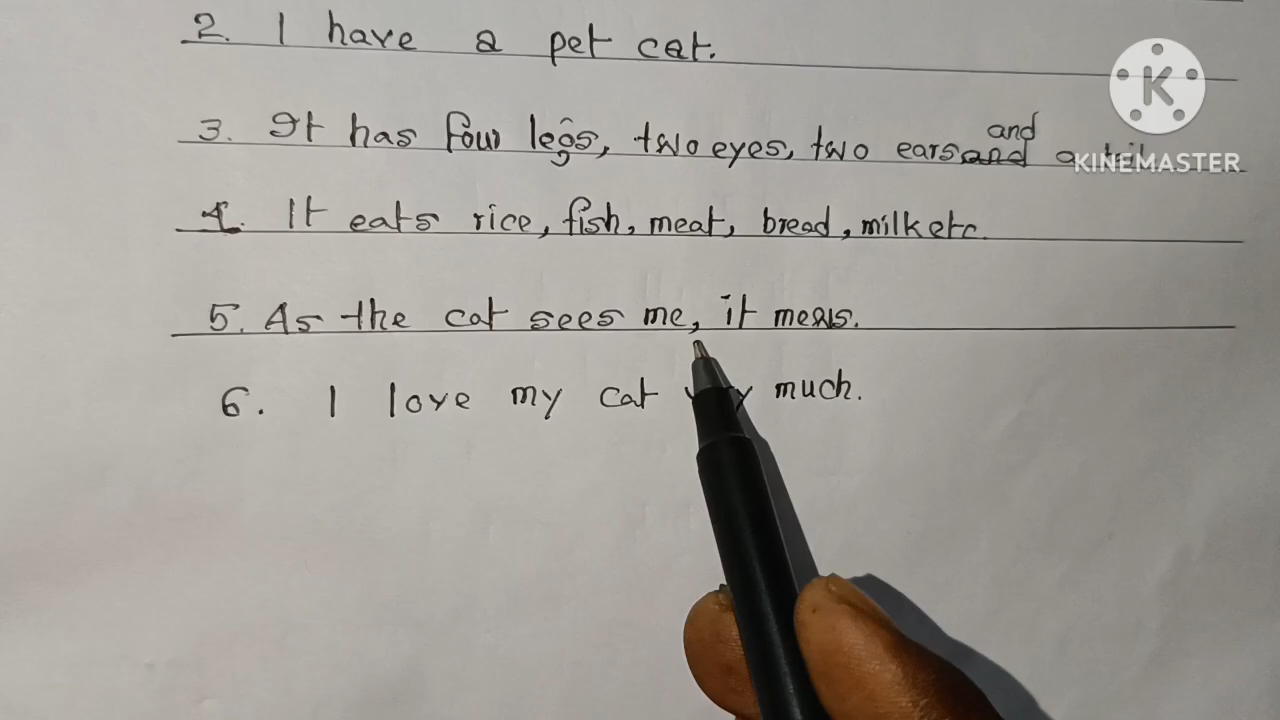 2. I have a pet cat.
and
3. It has four legs, two eyes, two ears and a
KINEMASTER
4. It eats rice, fish, meat, bread, milk etc.
5. As the cat sees me, it mews.
6. I love my cat much.